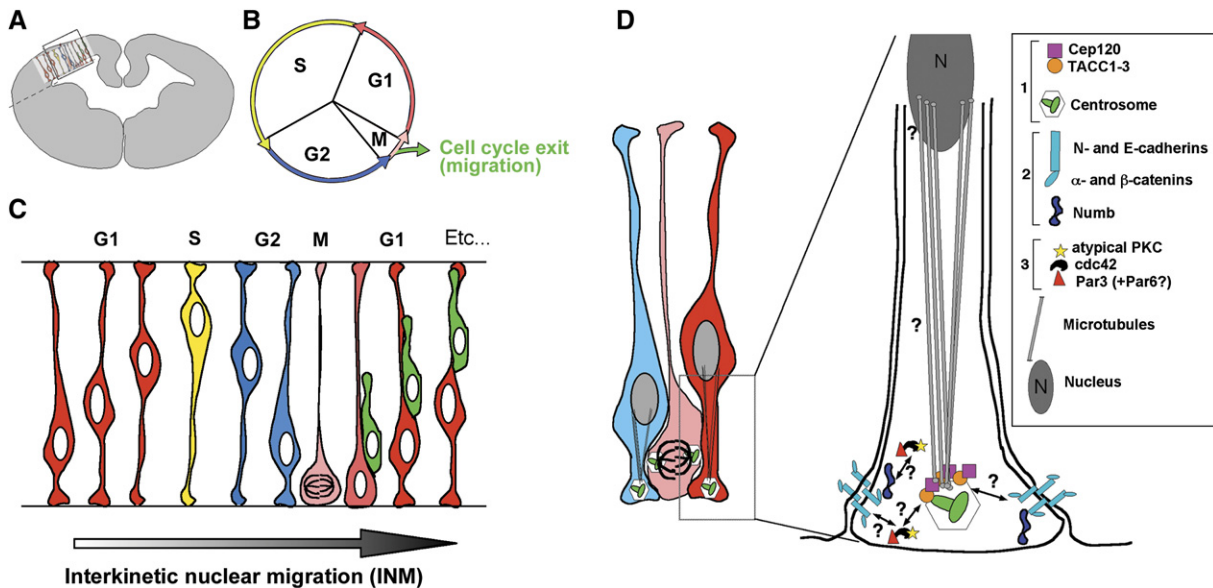 A
B
S
G1
G2
M
Cell cycle exit
(migration)
C
G1
S
G2
M
G1
Etc...
Interkinetic nuclear migration (INM)
D
N
?
?
?
?
?
?
1
Cep120
TACC1-3
Centrosome
2
N- and E-cadherins
α- and β-catenins
Numb
3
atypical PKC
cdc42
Par3 (+Par6?)
Microtubules
N
Nucleus